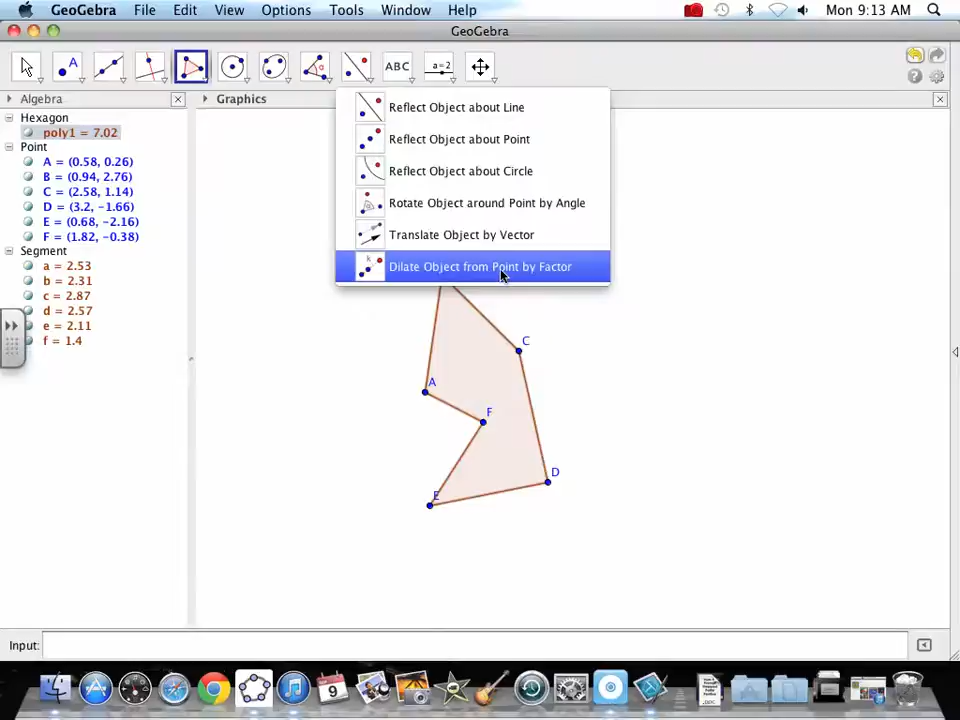 GeoGebra File Edit View Options Tools Window Help Mon 9:13 AM
GeoGebra
A ABC a=2
Algebra Graphics
Hexagon
poly1 = 7.02
Point
A = (0.58, 0.26)
B = (0.94, 2.76)
C = (2.58, 1.14)
D = (3.2, -1.66)
E = (0.68, -2.16)
F = (1.82, -0.38)
Segment
a = 2.53
b = 2.31
c = 2.87
d = 2.57
e = 2.11
f = 1.4
Reflect Object about Line
Reflect Object about Point
Reflect Object about Circle
Rotate Object around Point by Angle
Translate Object by Vector
Dilate Object from Point by Factor
C
A
F
D
E
Input:
9